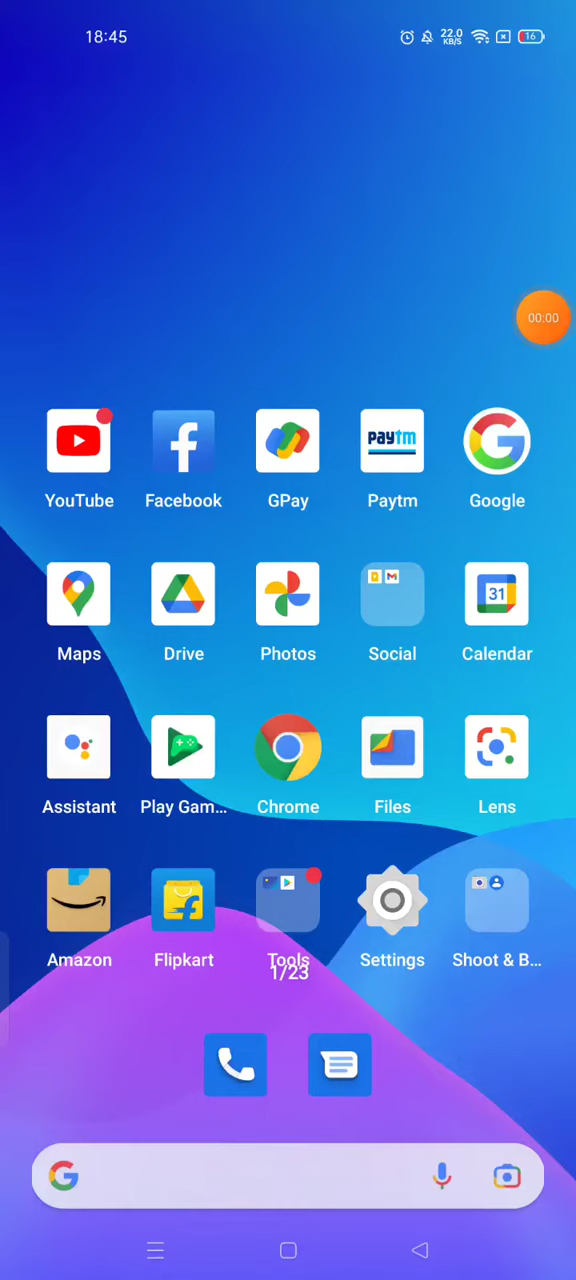 18:45
22.0
KB/S
16
00:00
YouTube
Facebook
GPay
paytm
Paytm
Google
Maps
Drive
Photos
Social
31
Calendar
Assistant
Play Gam...
Chrome
Files
Lens
Amazon
Flipkart
Tools
Settings
Shoot & B...
1/23